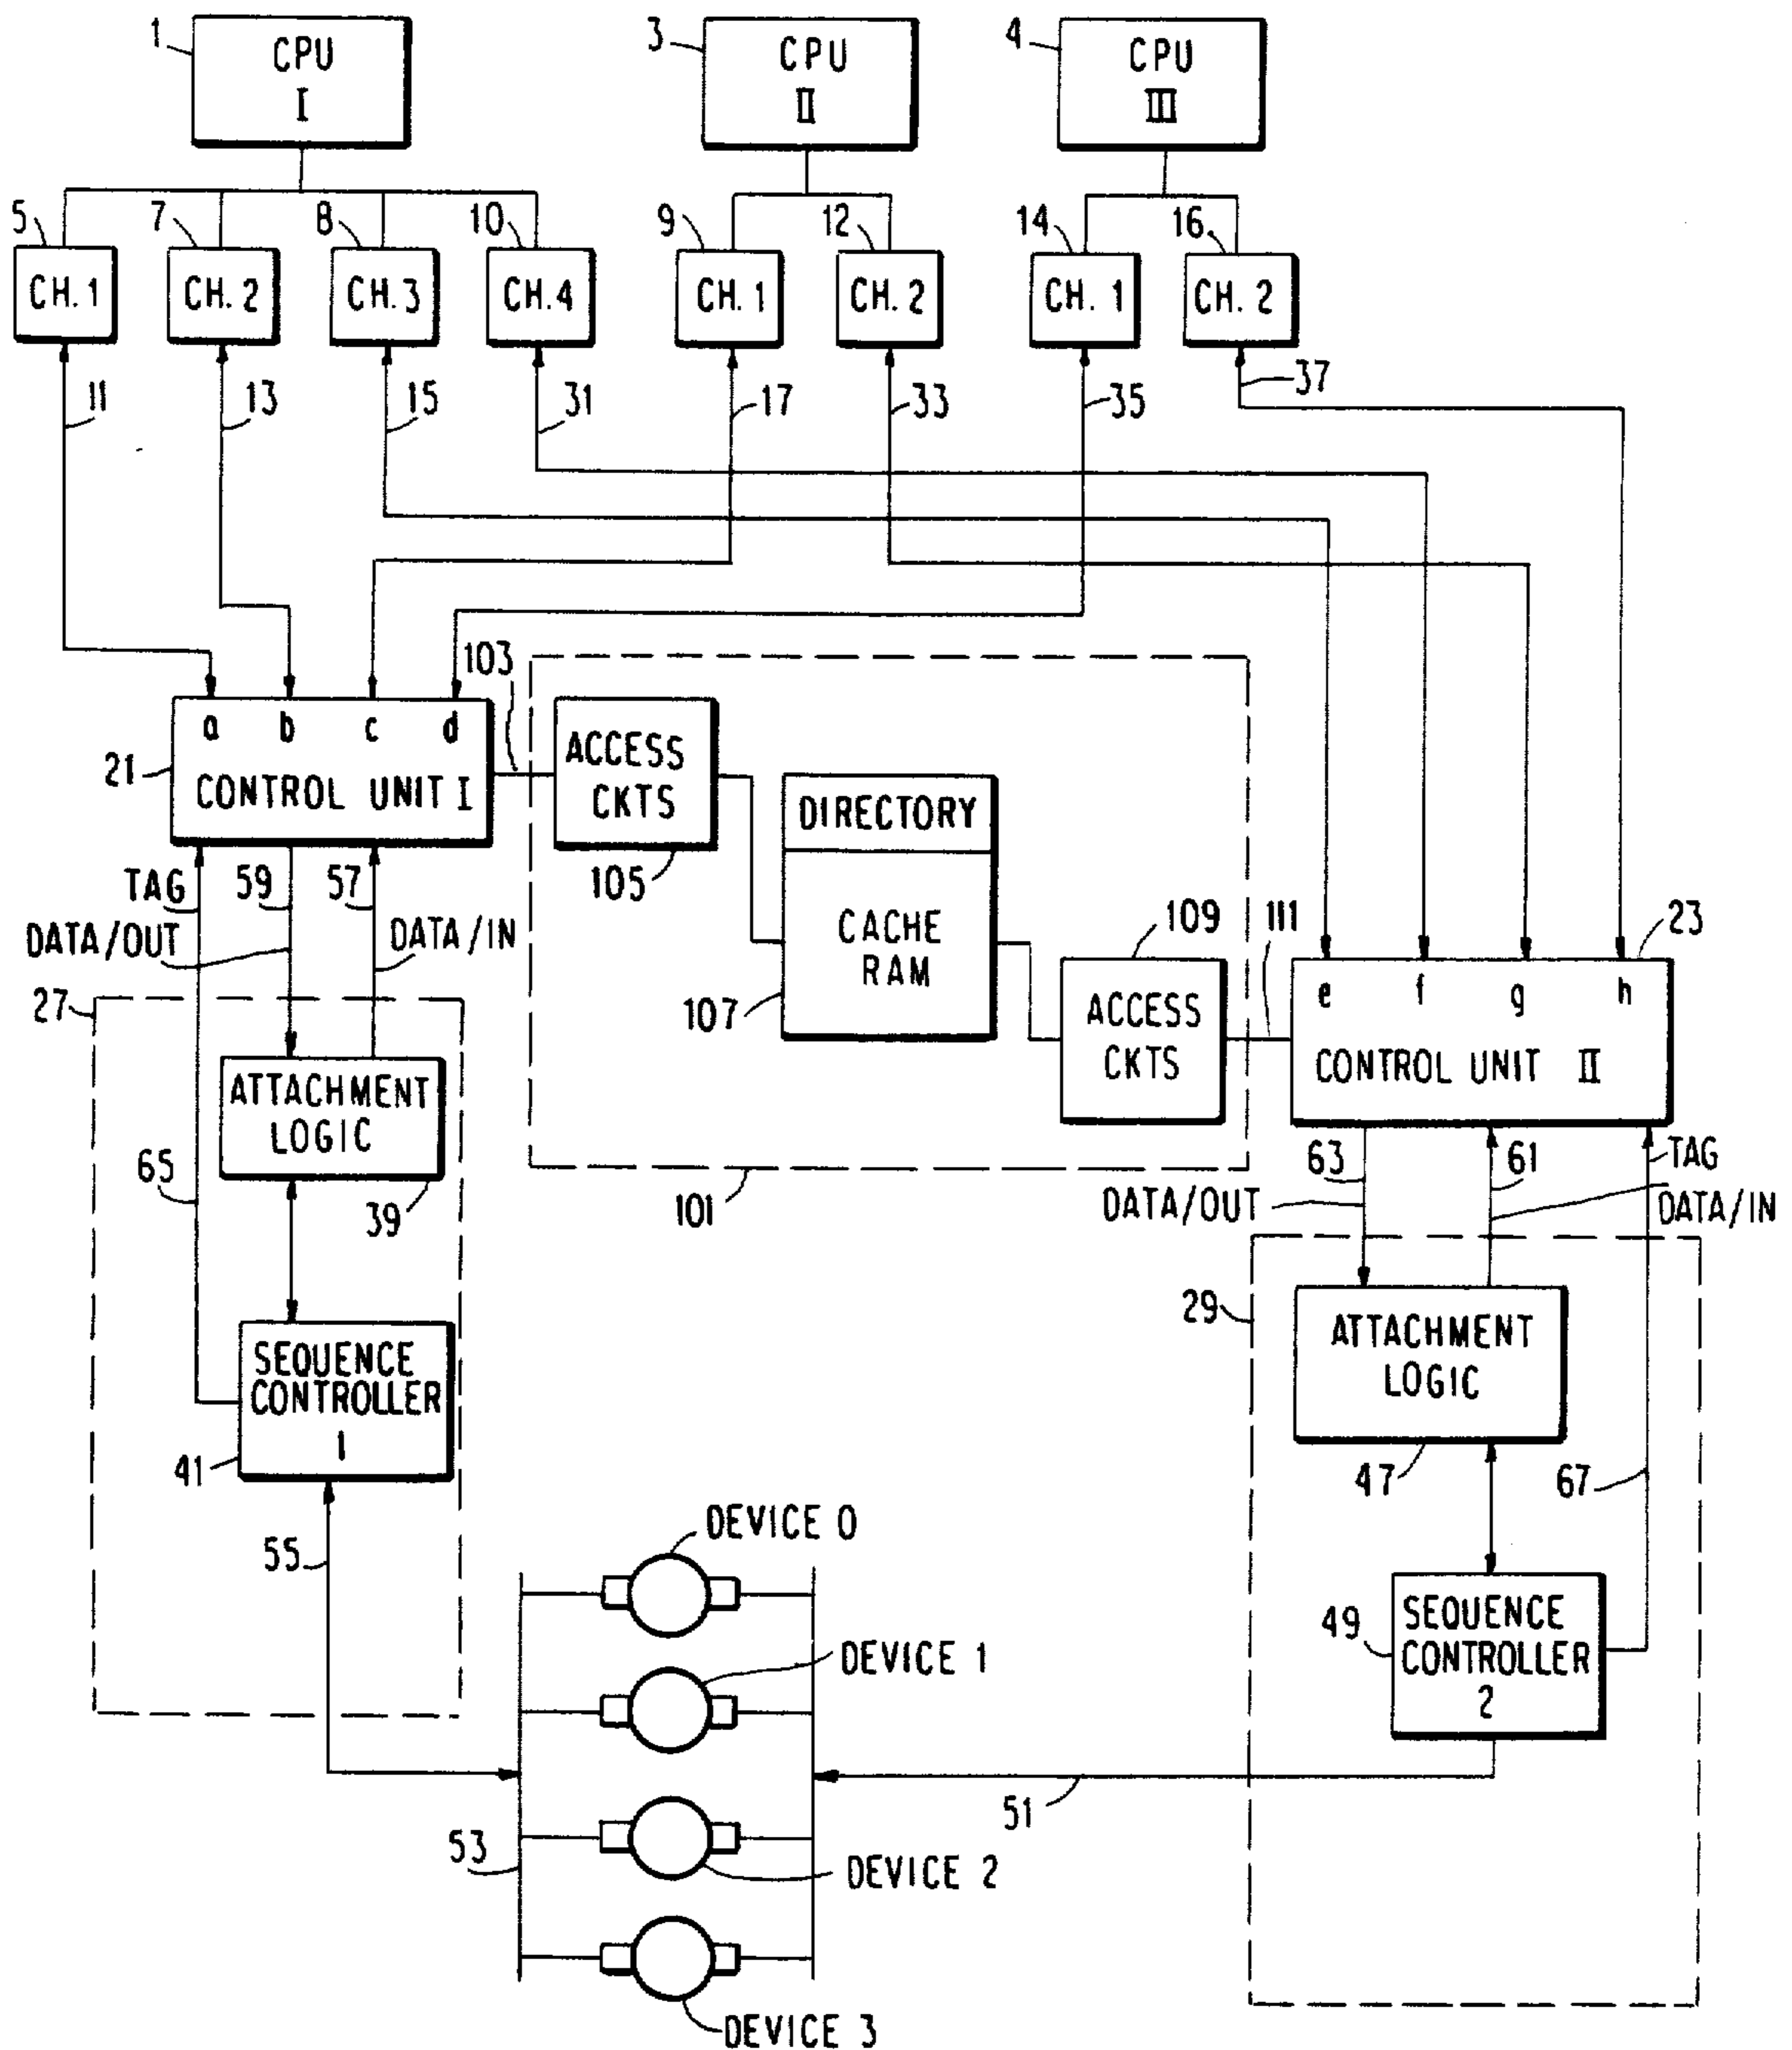 1
CPU
I
3
CPU
II
4
CPU
III
5
CH. 1
7
CH. 2
8
CH. 3
10
CH. 4
9
CH. 1
12
CH. 2
14
CH. 1
16
CH. 2
11
13
15
31
17
33
35
37
103
a b c d
21
CONTROL UNIT I
ACCESS
CKTS
105
DIRECTORY
CACHE
RAM
107
109
ACCESS
CKTS
111
23
e f g h
CONTROL UNIT II
TAG
59
57
DATA/OUT
DATA/IN
27
ATTACHMENT
LOGIC
39
65
101
63
61
TAG
DATA/OUT
DATA/IN
29
ATTACHMENT
LOGIC
47
67
SEQUENCE
CONTROLLER
1
41
55
DEVICE 0
DEVICE 1
49
SEQUENCE
CONTROLLER
2
51
53
DEVICE 2
DEVICE 3